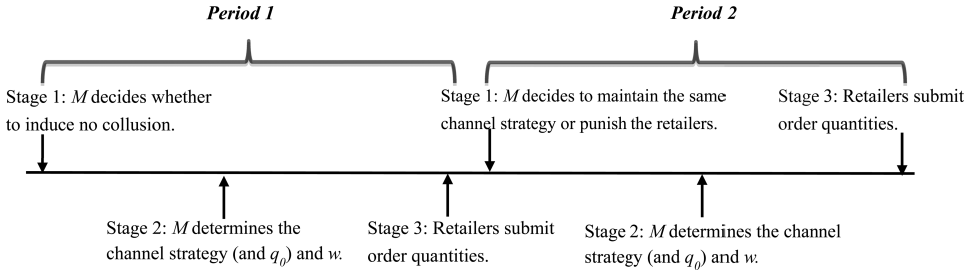 Period 1
Period 2
Stage 1: M decides whether
to induce no collusion.
Stage 1: M decides to maintain the same
channel strategy or punish the retailers.
Stage 3: Retailers submit
order quantities.
Stage 2: M determines the
channel strategy (and q0) and w.
Stage 3: Retailers submit
order quantities.
Stage 2: M determines the channel
strategy (and q0) and w.